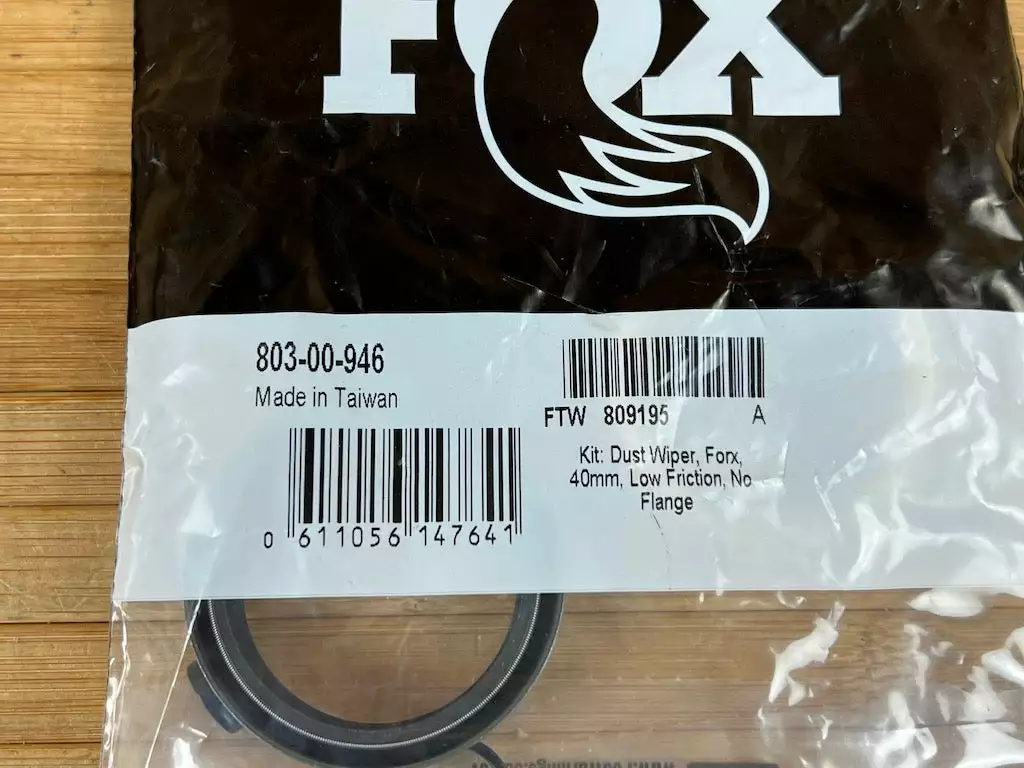 FOX
803-00-946
Made in Taiwan
0 611056 147641
FTW 809195 A
Kit: Dust Wiper, Forx,
40mm, Low Friction, No
Flange